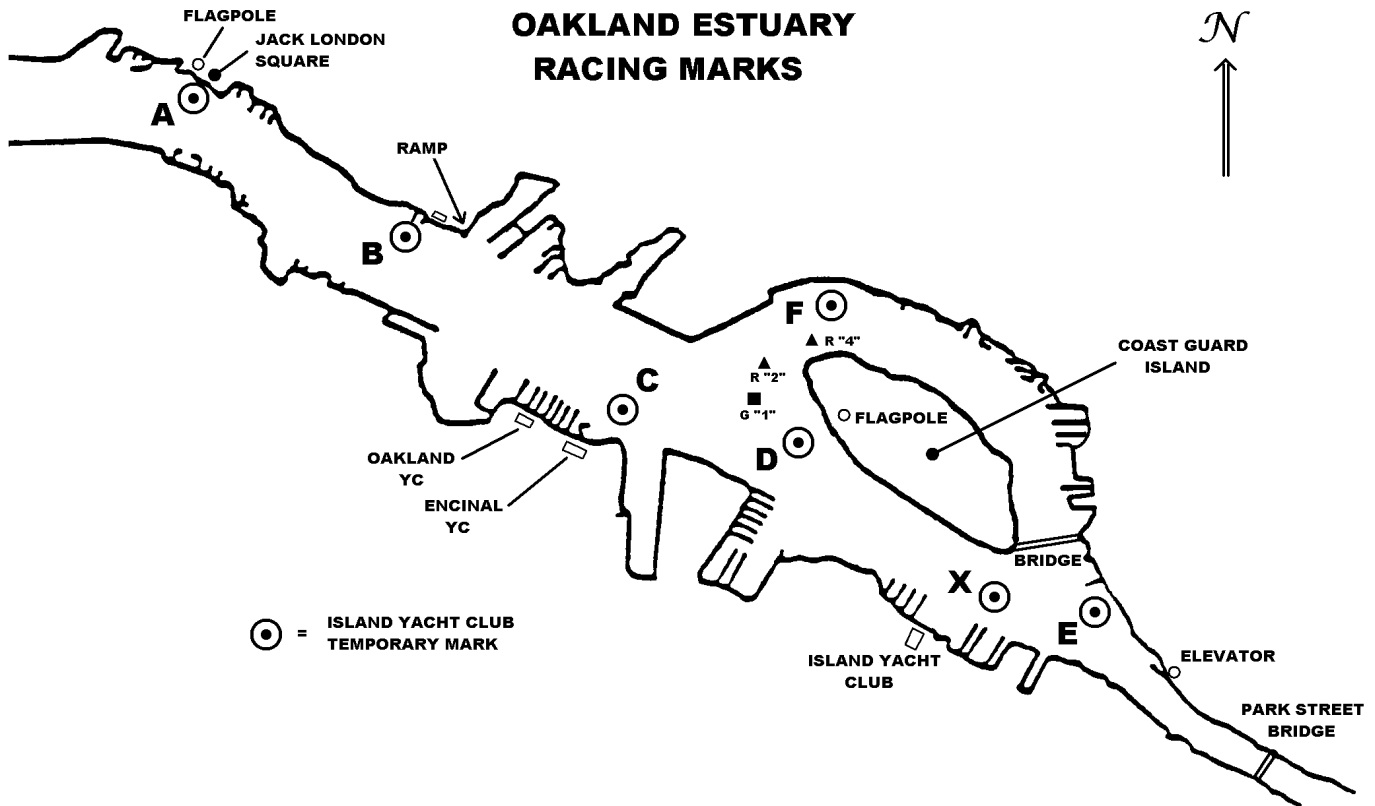 OAKLAND ESTUARY
RACING MARKS
N
FLAGPOLE
JACK LONDON
SQUARE
A
RAMP
B
F
R "4"
R "2"
G "1"
C
D
COAST GUARD
ISLAND
FLAGPOLE
OAKLAND
YC
ENCINAL
YC
BRIDGE
X
E
ISLAND YACHT
CLUB
ELEVATOR
PARK STREET
BRIDGE
= ISLAND YACHT CLUB
TEMPORARY MARK